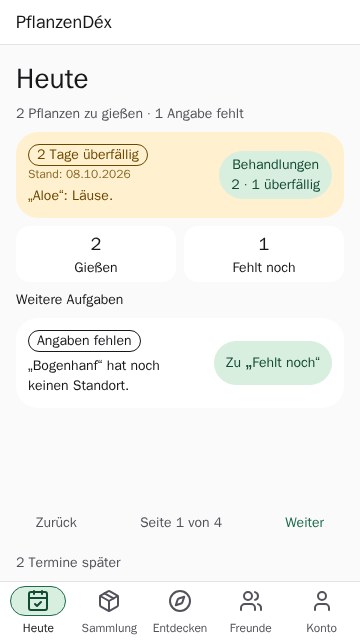 PflanzenDéx
Heute
2 Pflanzen zu gießen · 1 Angabe fehlt
2 Tage überfällig
Stand: 08.10.2026
„Aloe“: Läuse.
Behandlungen
2 · 1 überfällig
2
Gießen
1
Fehlt noch
Weitere Aufgaben
Angaben fehlen
„Bogenhanf“ hat noch
keinen Standort.
Zu „Fehlt noch“
Zurück
Seite 1 von 4
Weiter
2 Termine später
Heute
Sammlung
Entdecken
Freunde
Konto